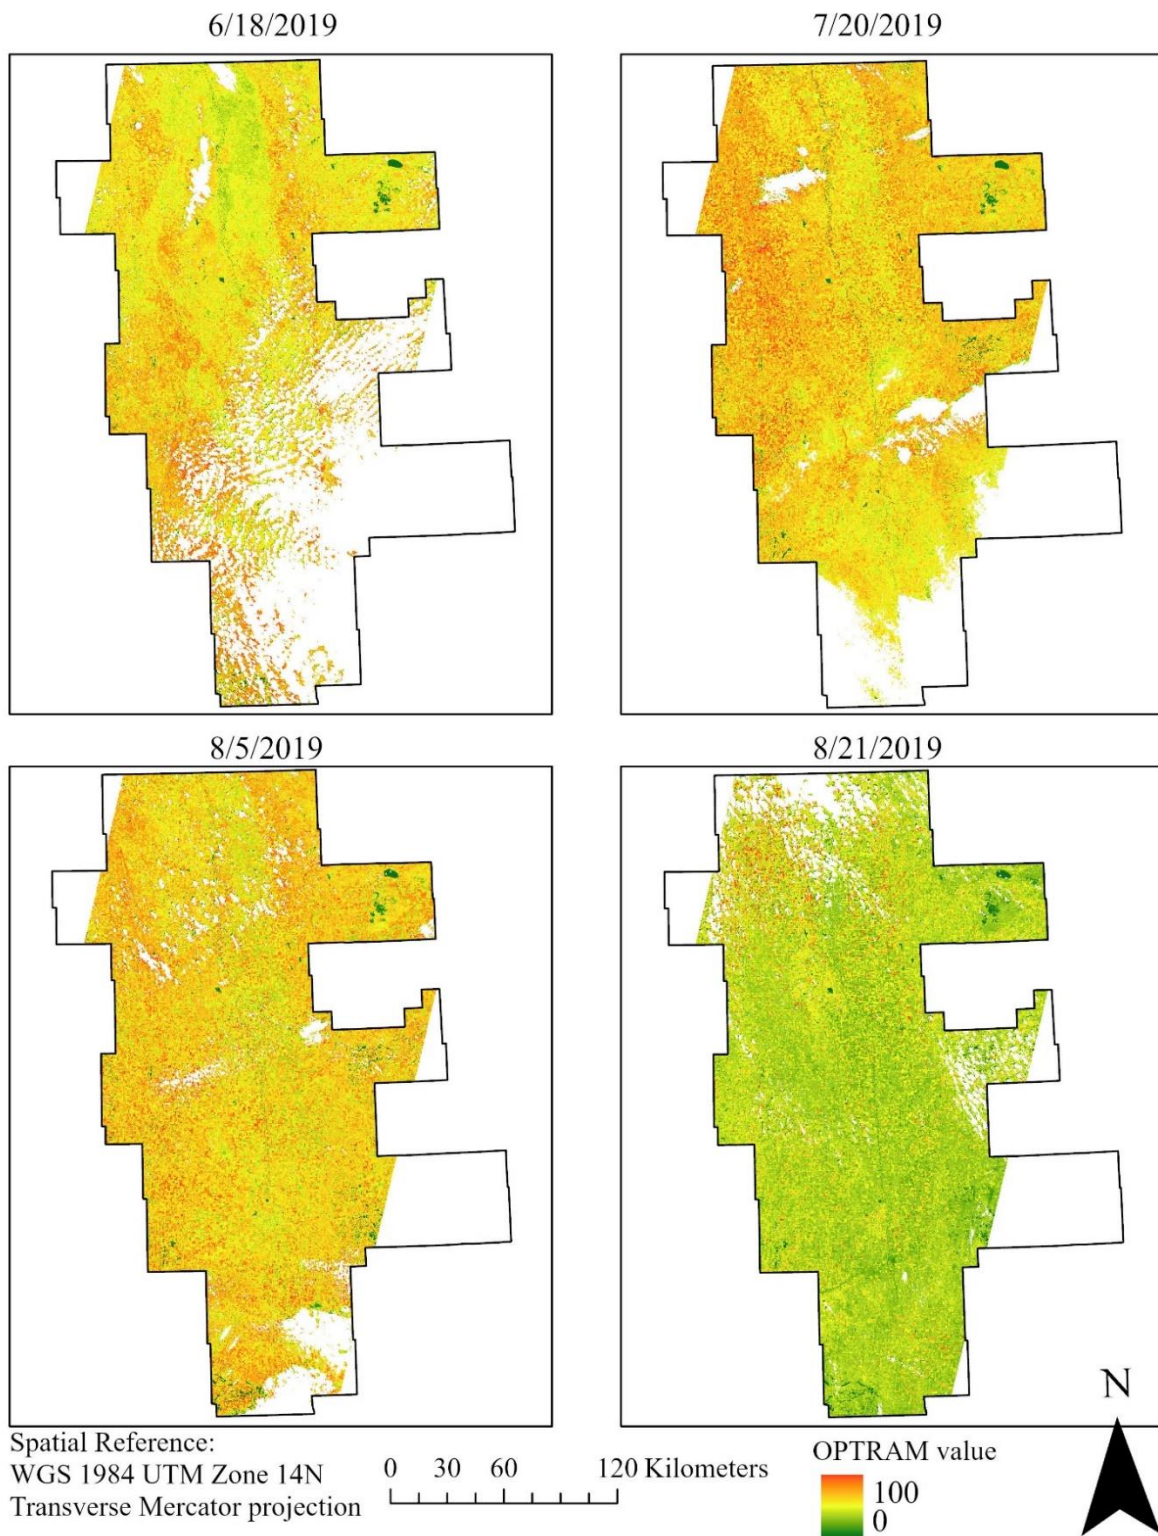 6/18/2019
7/20/2019
8/5/2019
8/21/2019
Spatial Reference:
WGS 1984 UTM Zone 14N
Transverse Mercator projection
0 30 60 120 Kilometers
OPTRAM value
100
0
N